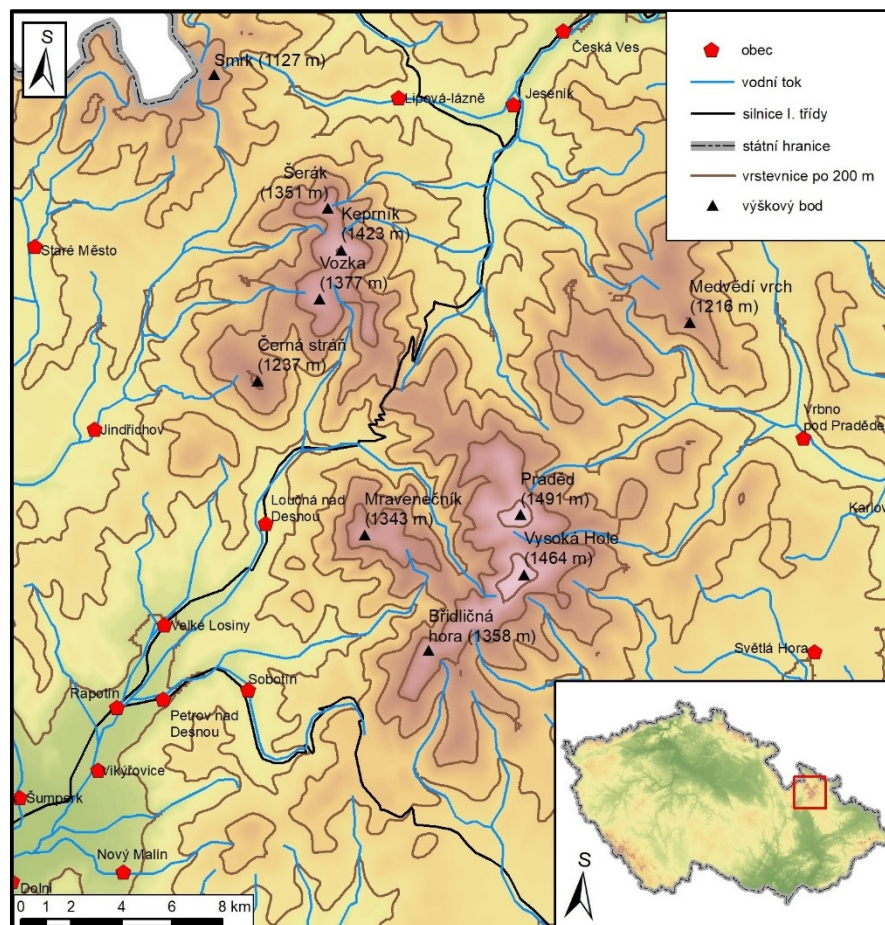 S
Smrk (1127 m)
Česká Ves
Lipová-lázně
Jeseník
Šerák
(1351 m)
Keprník
(1423 m)
Vozka
(1377 m)
Staré Město
Medvědí vrch
(1216 m)
Černá stráň
(1237 m)
Jindřichov
Vrbno
pod Praděde
Loučná nad
Desnou
Mravenečník
(1343 m)
Praděd
(1491 m)
Karlov
Vysoká Hole
(1464 m)
Velké Losiny
Břidličná
hora (1358 m)
Světlá Hora
Rapotín
Petrov nad
Desnou
Sobotín
Vikýřovice
Šumperk
Nový Malín
Dolní
0 1 2 4 6 8 km
obec
vodní tok
silnice I. třídy
státní hranice
vrstevnice po 200 m
výškový bod
S